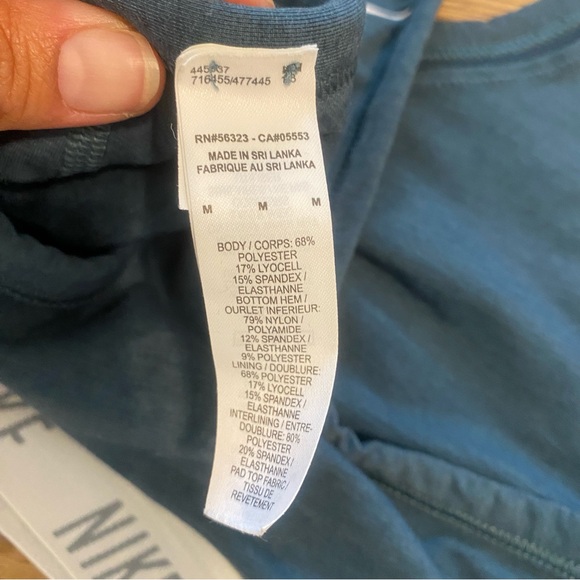 445537
716455/477445
RN#56323 - CA#05553
MADE IN SRI LANKA
FABRIQUE AU SRI LANKA
M M M
BODY / CORPS: 68%
POLYESTER
17% LYOCELL
15% SPANDEX /
ELASTHANNE
BOTTOM HEM /
OURLET INFERIEUR:
79% NYLON /
POLYAMIDE
12% SPANDEX /
ELASTHANNE
9% POLYESTER
LINING / DOUBLURE:
68% POLYESTER
17% LYOCELL
15% SPANDEX /
ELASTHANNE
INTERLINING / ENTRE-
DOUBLURE: 80%
POLYESTER
20% SPANDEX /
ELASTHANNE
PAD TOP FABRIC /
TISSU DE
REVETEMENT
NIKE